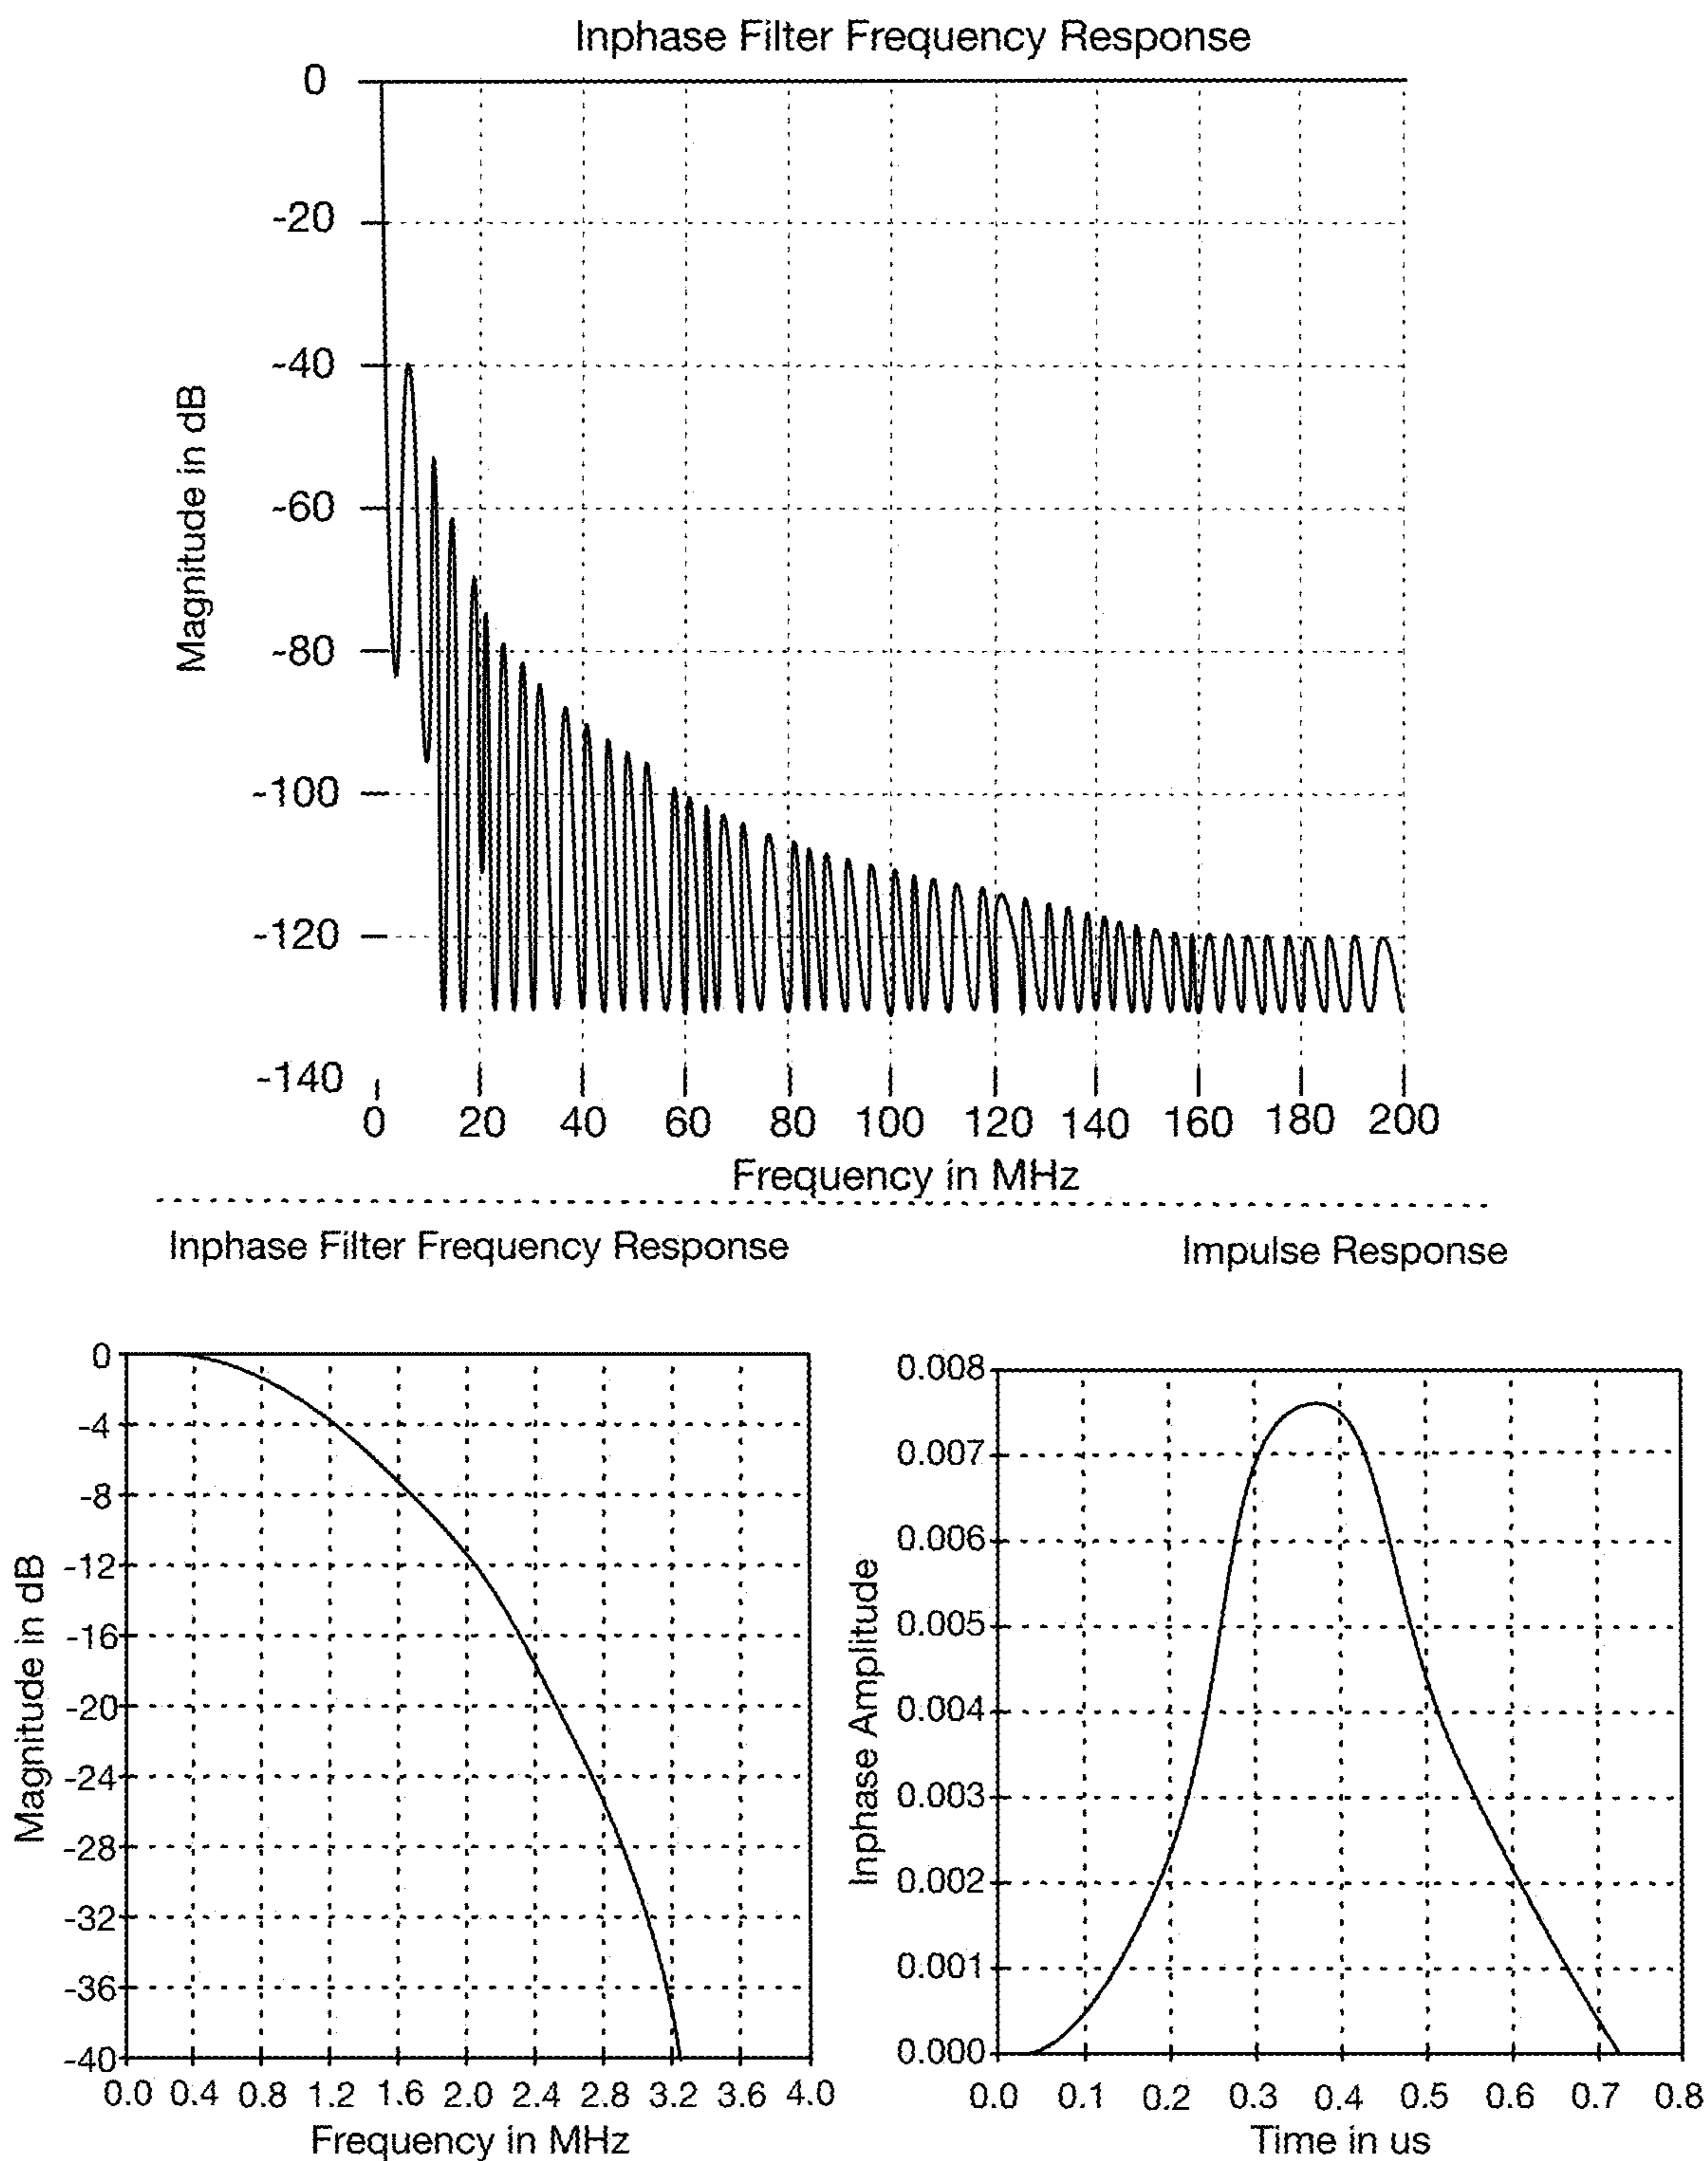 Inphase Filter Frequency Response
0
-20
-40
-60
-80
-100
-120
-140
Magnitude in dB
0 20 40 60 80 100 120 140 160 180 200
Frequency in MHz
Inphase Filter Frequency Response
0
-4
-8
-12
-16
-20
-24
-28
-32
-36
-40
Magnitude in dB
0.0 0.4 0.8 1.2 1.6 2.0 2.4 2.8 3.2 3.6 4.0
Frequency in MHz
Impulse Response
0.008
0.007
0.006
0.005
0.004
0.003
0.002
0.001
0.000
Inphase Amplitude
0.0 0.1 0.2 0.3 0.4 0.5 0.6 0.7 0.8
Time in us